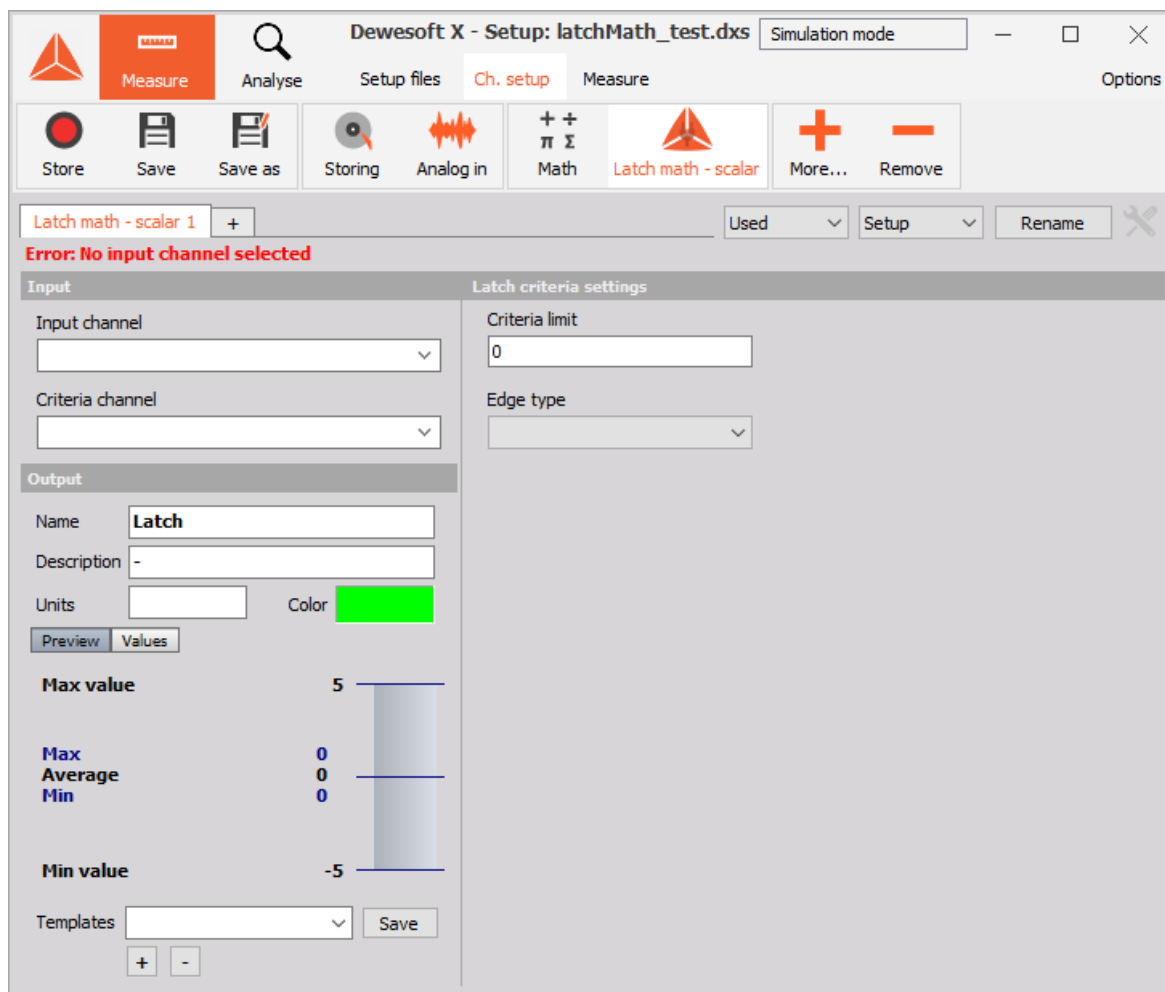 Dewesoft X - Setup: latchMath_test.dxs Simulation mode
Measure Analyse Setup files Ch. setup Measure Options
Store Save Save as Storing Analog in Math Latch math - scalar More... Remove
Latch math - scalar 1 + Used Setup Rename
Error: No input channel selected
Input Latch criteria settings
Input channel Criteria limit
0
Criteria channel Edge type
Output
Name Latch
Description -
Units Color
Preview Values
Max value 5
Max 0
Average 0
Min 0
Min value -5
Templates Save
+ -